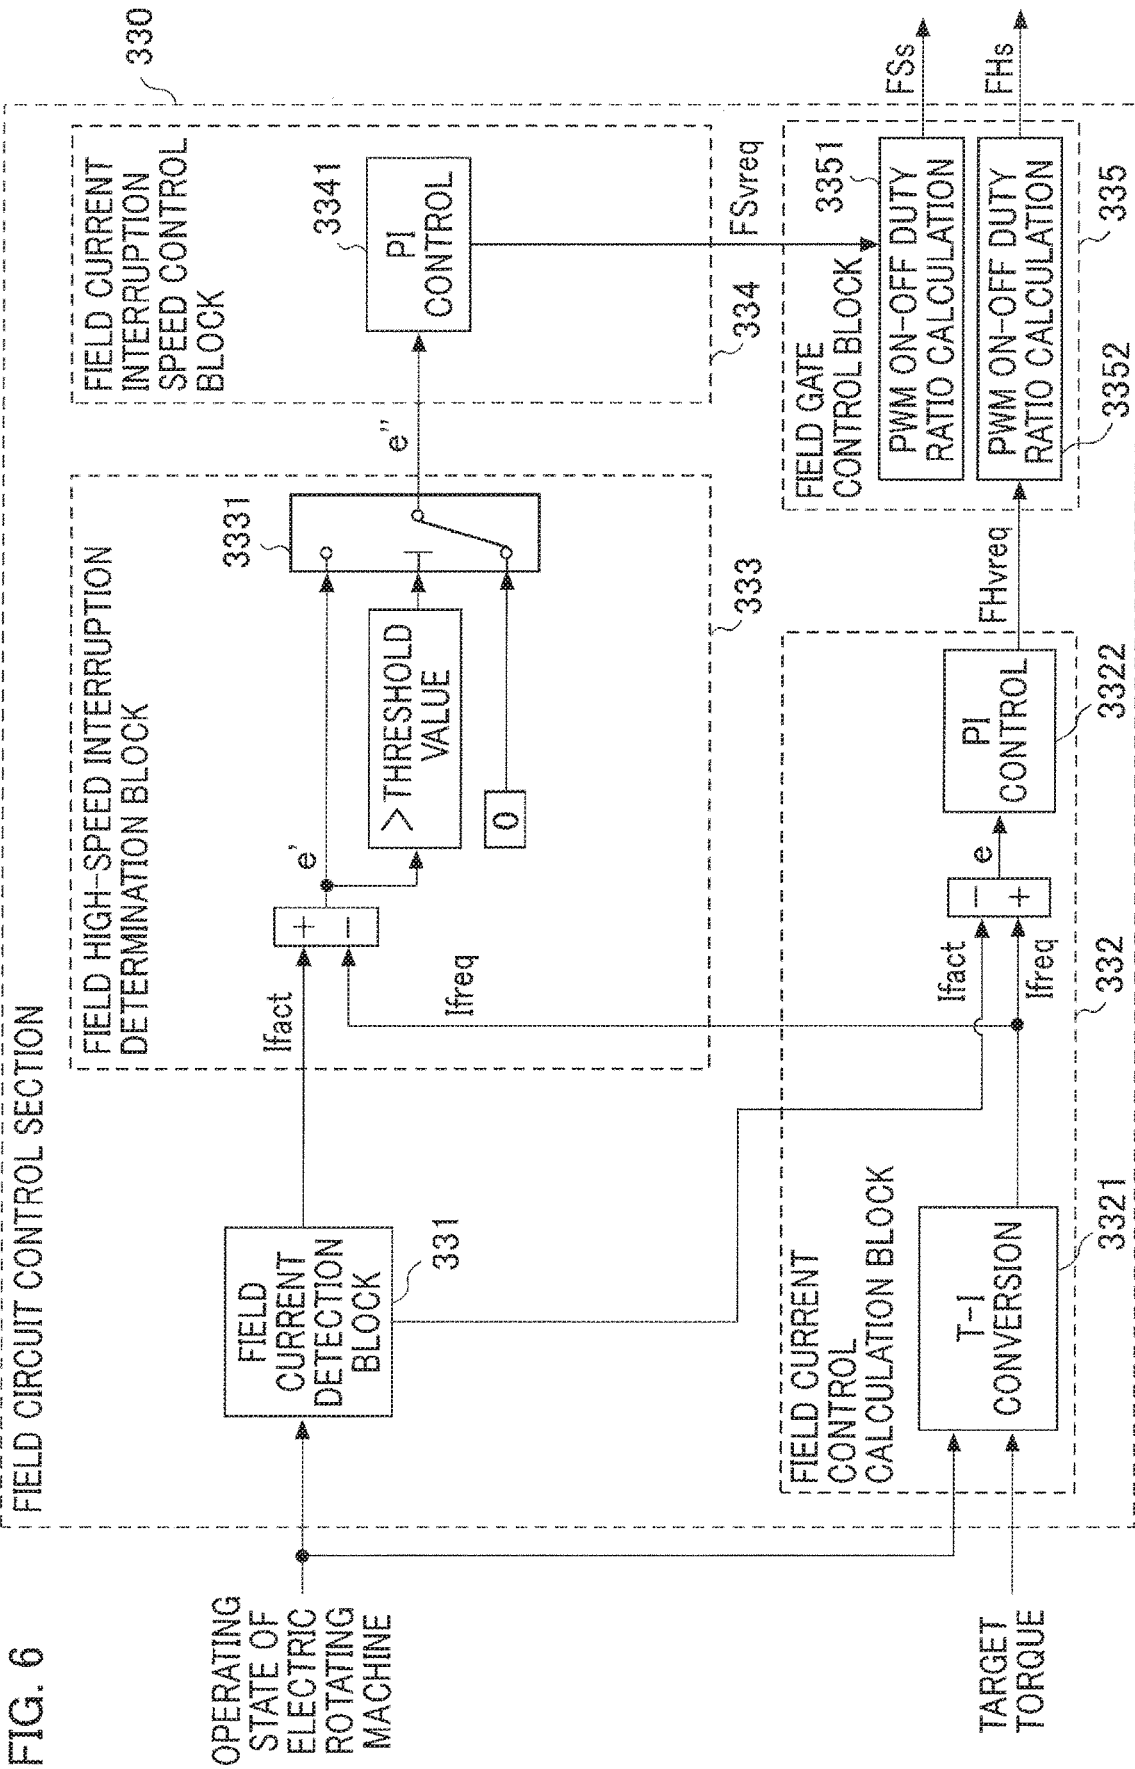 FIG. 6
FIELD CIRCUIT CONTROL SECTION
330
OPERATING
STATE OF
ELECTRIC
ROTATING
MACHINE
TARGET
TORQUE
FIELD
CURRENT
DETECTION
BLOCK
331
FIELD HIGH-SPEED INTERRUPTION
DETERMINATION BLOCK
Ifact
Ifreq
+
−
e'
>THRESHOLD
VALUE
0
3331
333
e''
FIELD CURRENT
INTERRUPTION
SPEED CONTROL
BLOCK
PI
CONTROL
3341
334
FSvreq
FIELD CURRENT
CONTROL
CALCULATION BLOCK
T-I
CONVERSION
3321
Ifact
Ifreq
−
+
e
PI
CONTROL
3322
332
FHvreq
FIELD GATE
CONTROL BLOCK
3351
PWM ON-OFF DUTY
RATIO CALCULATION
PWM ON-OFF DUTY
RATIO CALCULATION
3352
335
FSs
FHs